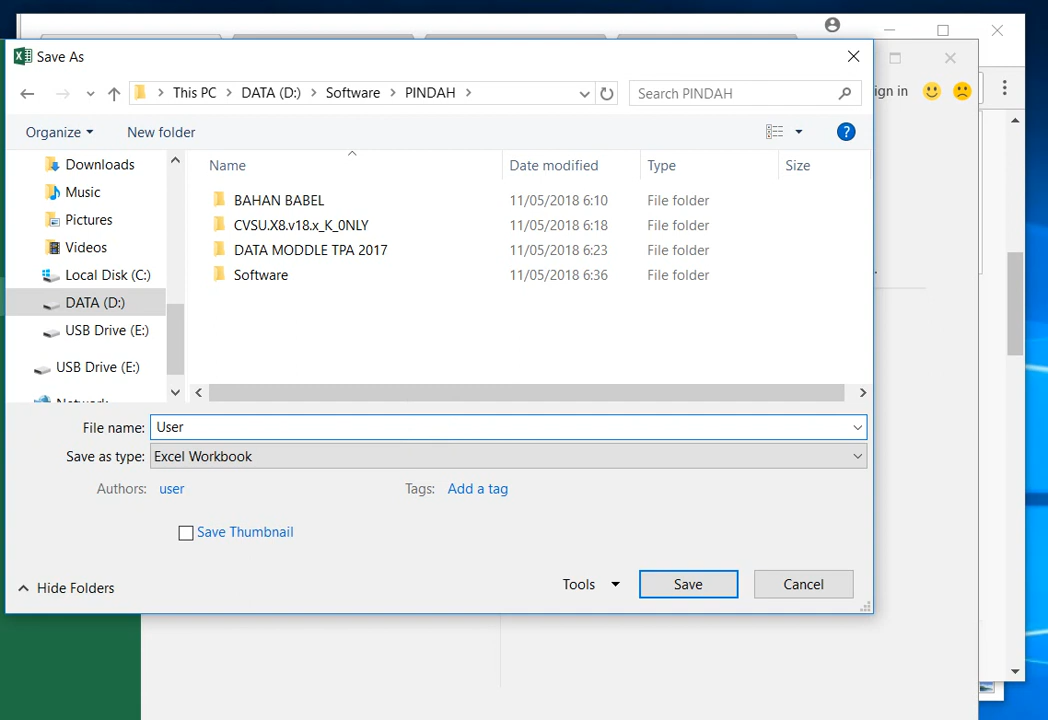 Save As
This PC > DATA (D:) > Software > PINDAH >
Search PINDAH
ign in
Organize
New folder
?
Name
Date modified
Type
Size
Downloads
Music
Pictures
Videos
Local Disk (C:)
DATA (D:)
USB Drive (E:)
USB Drive (E:)
Network
BAHAN BABEL 11/05/2018 6:10 File folder
CVSU.X8.v18.x_K_0NLY 11/05/2018 6:18 File folder
DATA MODDLE TPA 2017 11/05/2018 6:23 File folder
Software 11/05/2018 6:36 File folder
File name: User
Save as type: Excel Workbook
Authors: user
Tags: Add a tag
Save Thumbnail
Hide Folders
Tools
Save
Cancel